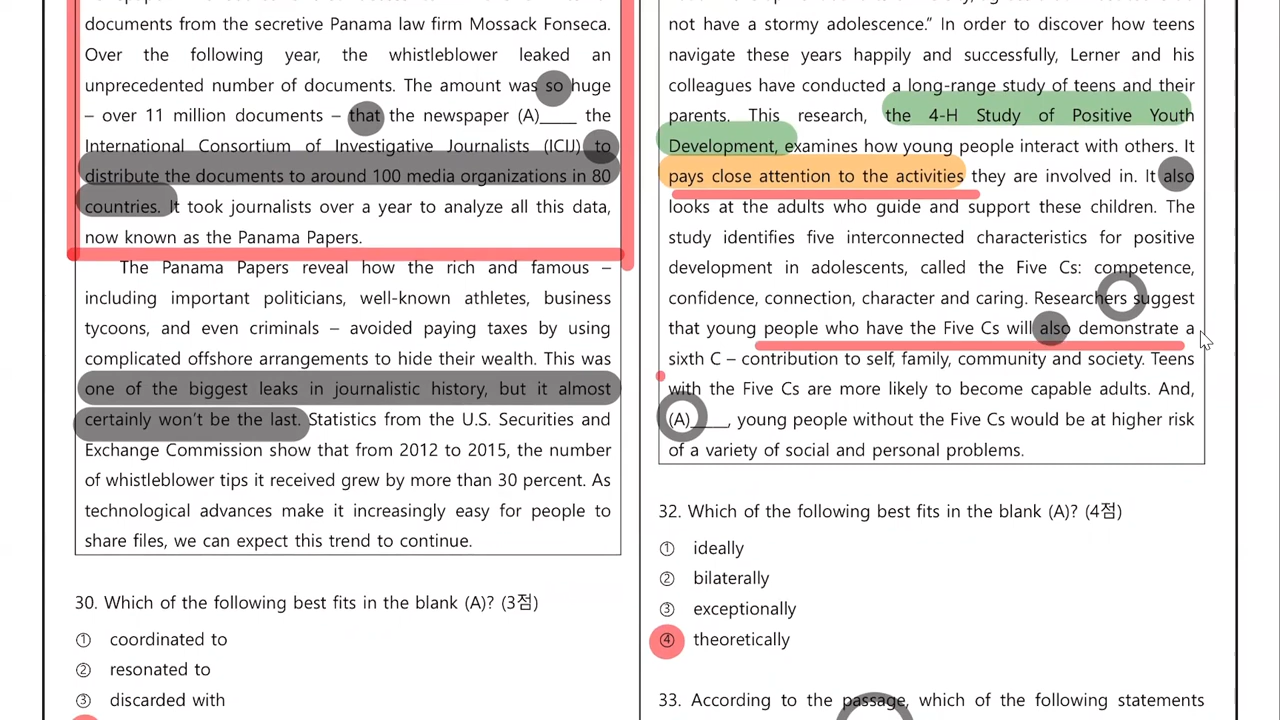 documents from the secretive Panama law firm Mossack Fonseca.
Over the following year, the whistleblower leaked an
unprecedented number of documents. The amount was so huge
– over 11 million documents – that the newspaper (A)____ the
International Consortium of Investigative Journalists (ICIJ) to
distribute the documents to around 100 media organizations in 80
countries. It took journalists over a year to analyze all this data,
now known as the Panama Papers.
The Panama Papers reveal how the rich and famous –
including important politicians, well-known athletes, business
tycoons, and even criminals – avoided paying taxes by using
complicated offshore arrangements to hide their wealth. This was
one of the biggest leaks in journalistic history, but it almost
certainly won't be the last. Statistics from the U.S. Securities and
Exchange Commission show that from 2012 to 2015, the number
of whistleblower tips it received grew by more than 30 percent. As
technological advances make it increasingly easy for people to
share files, we can expect this trend to continue.
30. Which of the following best fits in the blank (A)? (3점)
① coordinated to
② resonated to
③ discarded with
not have a stormy adolescence.” In order to discover how teens
navigate these years happily and successfully, Lerner and his
colleagues have conducted a long-range study of teens and their
parents. This research, the 4-H Study of Positive Youth
Development, examines how young people interact with others. It
pays close attention to the activities they are involved in. It also
looks at the adults who guide and support these children. The
study identifies five interconnected characteristics for positive
development in adolescents, called the Five Cs: competence,
confidence, connection, character and caring. Researchers suggest
that young people who have the Five Cs will also demonstrate a
sixth C – contribution to self, family, community and society. Teens
with the Five Cs are more likely to become capable adults. And,
(A)____, young people without the Five Cs would be at higher risk
of a variety of social and personal problems.
32. Which of the following best fits in the blank (A)? (4점)
① ideally
② bilaterally
③ exceptionally
④ theoretically
33. According to the passage, which of the following statements